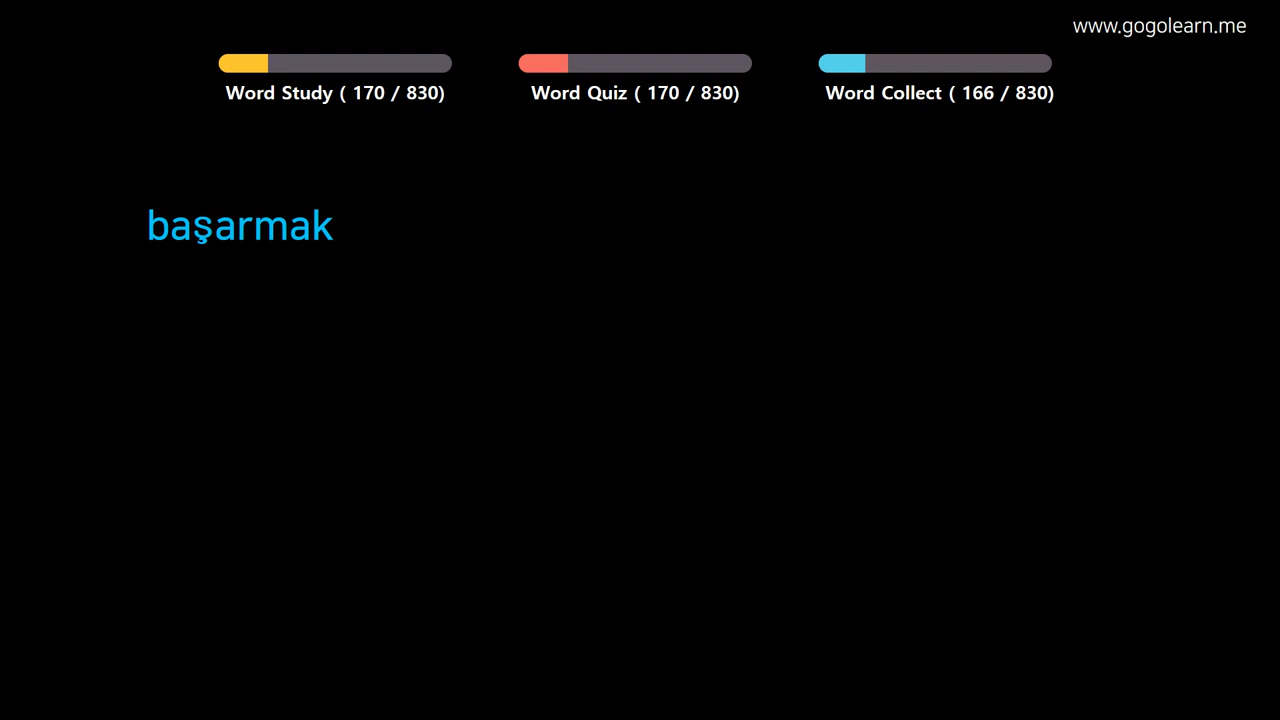 www.gogolearn.me
Word Study ( 170 / 830)
Word Quiz ( 170 / 830)
Word Collect ( 166 / 830)
başarmak